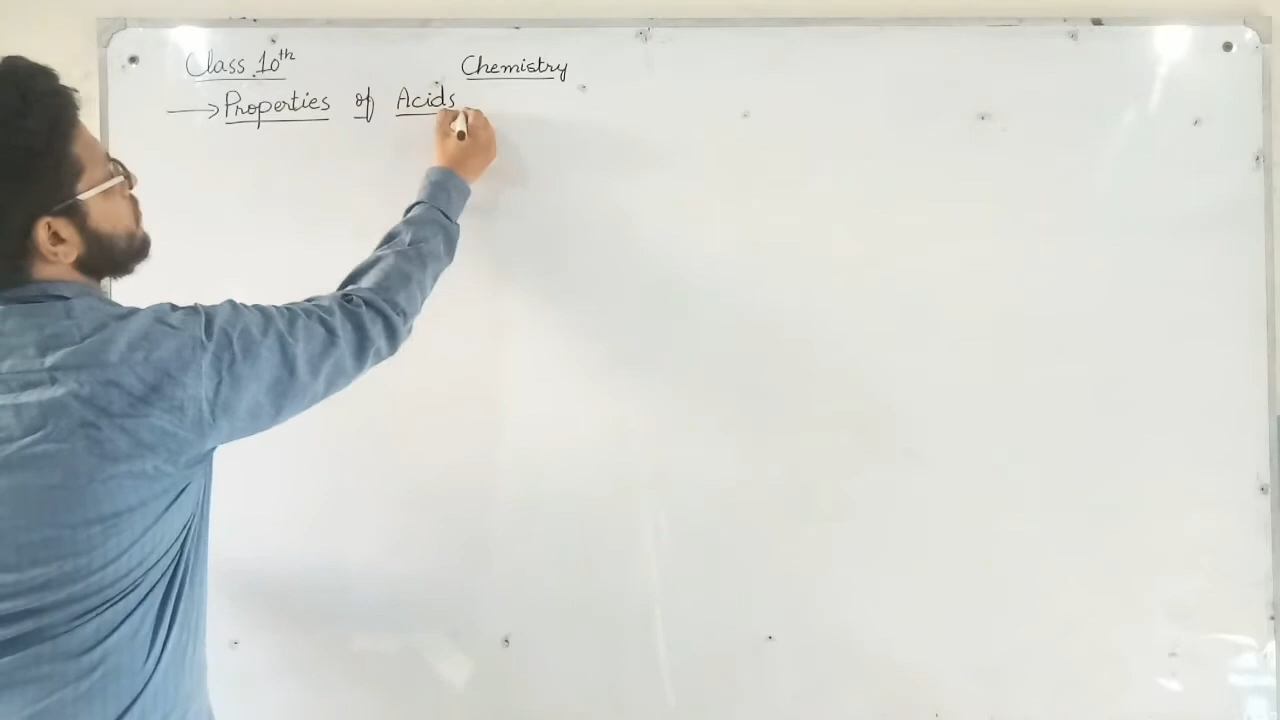 Class 10th Chemistry
→ Properties of Acids